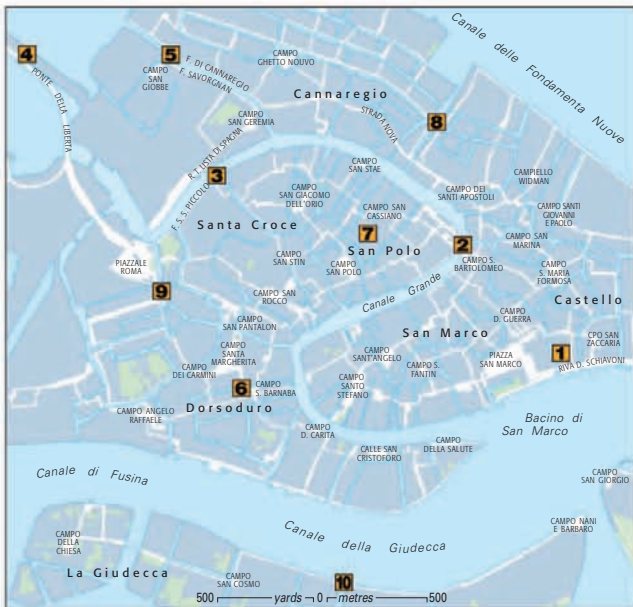 Canale delle Fondamenta Nuove
4
5
F. DI CANNAREGIO
F. SAVORGNAN
CAMPO
GHETTO NUOVO
PONTE DELLA LIBERTA
CAMPO
SAN
GIOBBE
Cannaregio
CAMPO
SAN GEREMIA
STRADA NOVA
8
R. T. LISTA DI SPAGNA
3
F. S. S. PICCOLO
CAMPO
SAN STAE
CAMPO
SAN GIACOMO
DELL'ORIO
CAMPO DEI
SANTI APOSTOLI
CAMPIELLO
WIDMAN
CAMPO SAN
CASSIANO
CAMPO SANTI
GIOVANNI
E PAOLO
Santa Croce
7
San Polo
2
CAMPO SAN
MARINA
CAMPO
SAN STIN
CAMPO
SAN POLO
CAMPO S.
BARTOLOMEO
CAMPO
S. MARIA
FORMOSA
PIAZZALE
ROMA
9
CAMPO SAN
ROCCO
Canale Grande
Castello
CAMPO
SAN PANTALON
San Marco
CAMPO
D. GUERRA
CPO SAN
ZACCARIA
CAMPO
SANTA
MARGHERITA
CAMPO
SANT'ANGELO
CAMPO S.
FANTIN
PIAZZA
SAN MARCO
1
RIVA D. SCHIAVONI
CAMPO
DEI CARMINI
6
CAMPO
S. BARNABA
CAMPO
SANTO
STEFANO
Dorsoduro
CAMPO ANGELO
RAFFAELE
CAMPO
D. CARITA
CALLE SAN
CRISTOFORO
CAMPO
DELLA SALUTE
Bacino di
San Marco
Canale di Fusina
CAMPO
SAN GIORGIO
CAMPO NANI
E BARBARO
CAMPO
DELLA
CHIESA
Canale della Giudecca
La Giudecca
CAMPO
SAN COSMO
10
500 yards 0 metres 500